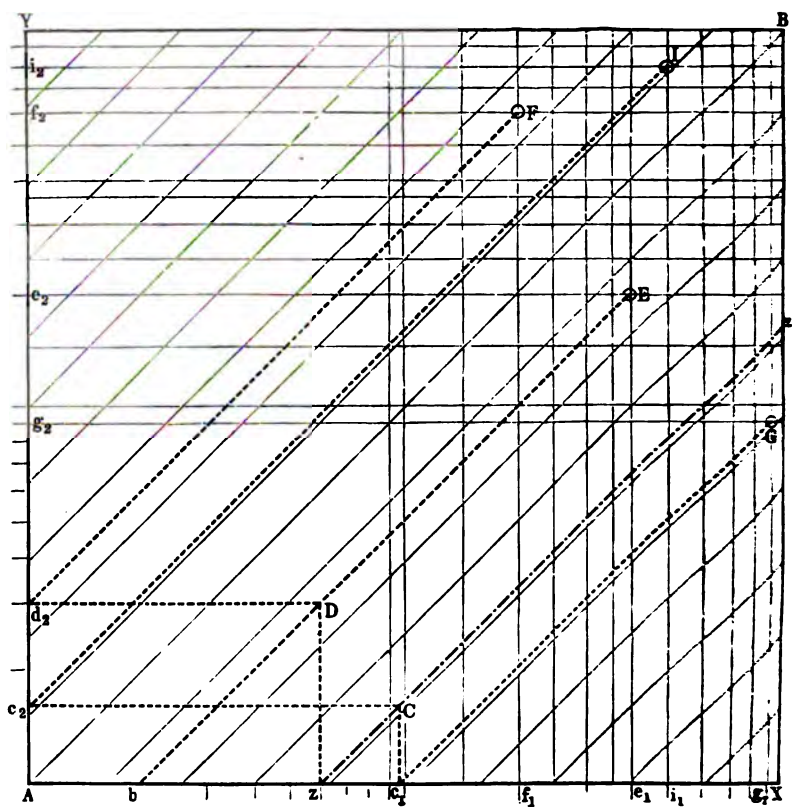 Y B
i₂ I
f₂ F
e₂ E
z
g₂ G
d₂ D
c₂ C
A b z c₁ f₁ e₁ i₁ g₁ X